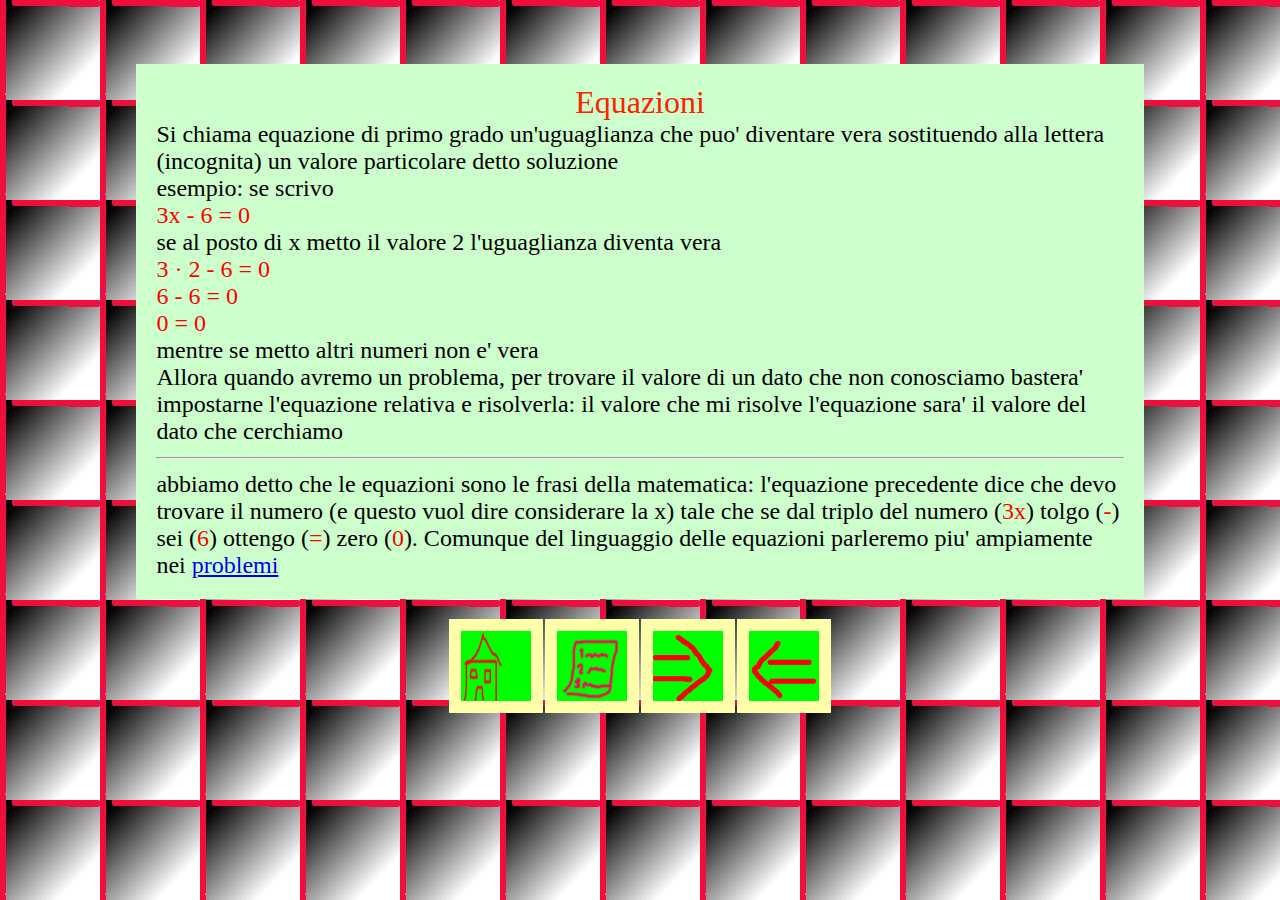 Equazioni
Si chiama equazione di primo grado un'uguaglianza che puo' diventare vera sostituendo alla lettera
(incognita) un valore particolare detto soluzione
esempio: se scrivo
3x - 6 = 0
se al posto di x metto il valore 2 l'uguaglianza diventa vera
3 · 2 - 6 = 0
6 - 6 = 0
0 = 0
mentre se metto altri numeri non e' vera
Allora quando avremo un problema, per trovare il valore di un dato che non conosciamo bastera'
impostarne l'equazione relativa e risolverla: il valore che mi risolve l'equazione sara' il valore del
dato che cerchiamo
abbiamo detto che le equazioni sono le frasi della matematica: l'equazione precedente dice che devo
trovare il numero (e questo vuol dire considerare la x) tale che se dal triplo del numero (3x) tolgo (-)
sei (6) ottengo (=) zero (0). Comunque del linguaggio delle equazioni parleremo piu' ampiamente
nei problemi